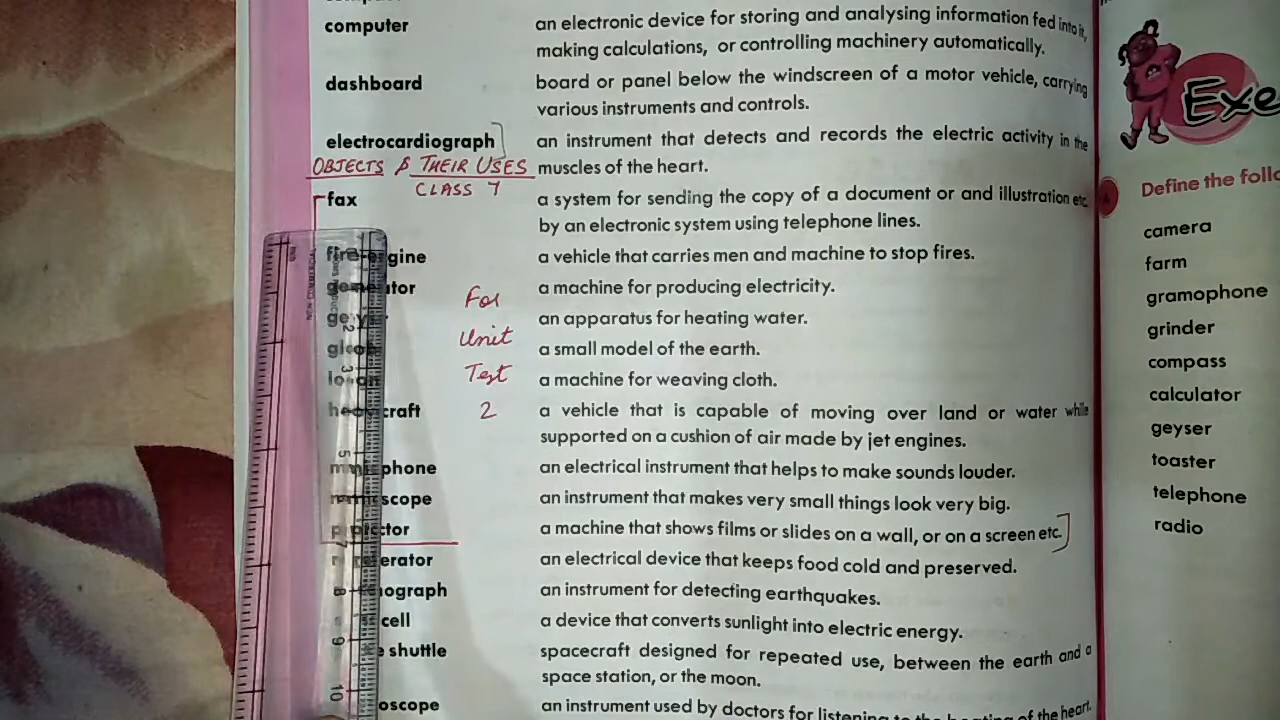 computer an electronic device for storing and analysing information fed into it,
making calculations, or controlling machinery automatically.
dashboard board or panel below the windscreen of a motor vehicle, carrying
various instruments and controls.
electrocardiograph an instrument that detects and records the electric activity in the
OBJECTS & THEIR USES muscles of the heart.
CLASS 7
fax a system for sending the copy of a document or and illustration etc.
by an electronic system using telephone lines.
a vehicle that carries men and machine to stop fires.
a machine for producing electricity.
For
an apparatus for heating water.
Unit
a small model of the earth.
Test
a machine for weaving cloth.
2 a vehicle that is capable of moving over land or water while
supported on a cushion of air made by jet engines.
an electrical instrument that helps to make sounds louder.
an instrument that makes very small things look very big.
a machine that shows films or slides on a wall, or on a screen etc.
an electrical device that keeps food cold and preserved.
an instrument for detecting earthquakes.
cell a device that converts sunlight into electric energy.
shuttle spacecraft designed for repeated use, between the earth and a
space station, or the moon.
an instrument used by doctors for listening to the beating of the heart.
Exe
Define the follo
camera
farm
gramophone
grinder
compass
calculator
geyser
toaster
telephone
radio